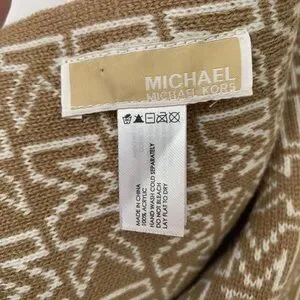 MICHAEL
MICHAEL KORS
MADE IN CHINA
100% ACRYLIC
HAND WASH COLD SEPARATELY
DO NOT BLEACH
LAY FLAT TO DRY